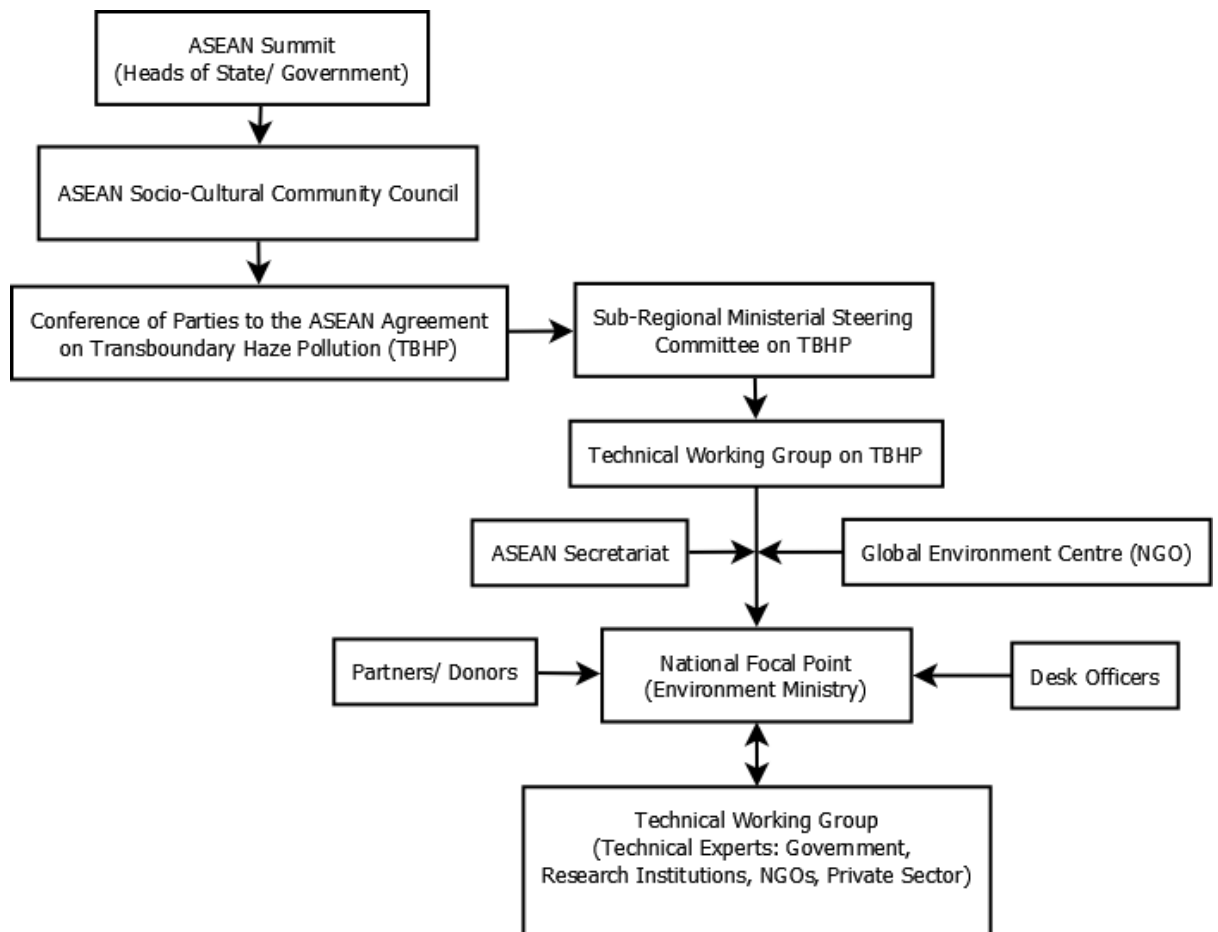 ASEAN Summit
(Heads of State/ Government)
ASEAN Socio-Cultural Community Council
Conference of Parties to the ASEAN Agreement
on Transboundary Haze Pollution (TBHP)
Sub-Regional Ministerial Steering
Committee on TBHP
Technical Working Group on TBHP
ASEAN Secretariat
Global Environment Centre (NGO)
Partners/ Donors
National Focal Point
(Environment Ministry)
Desk Officers
Technical Working Group
(Technical Experts: Government,
Research Institutions, NGOs, Private Sector)